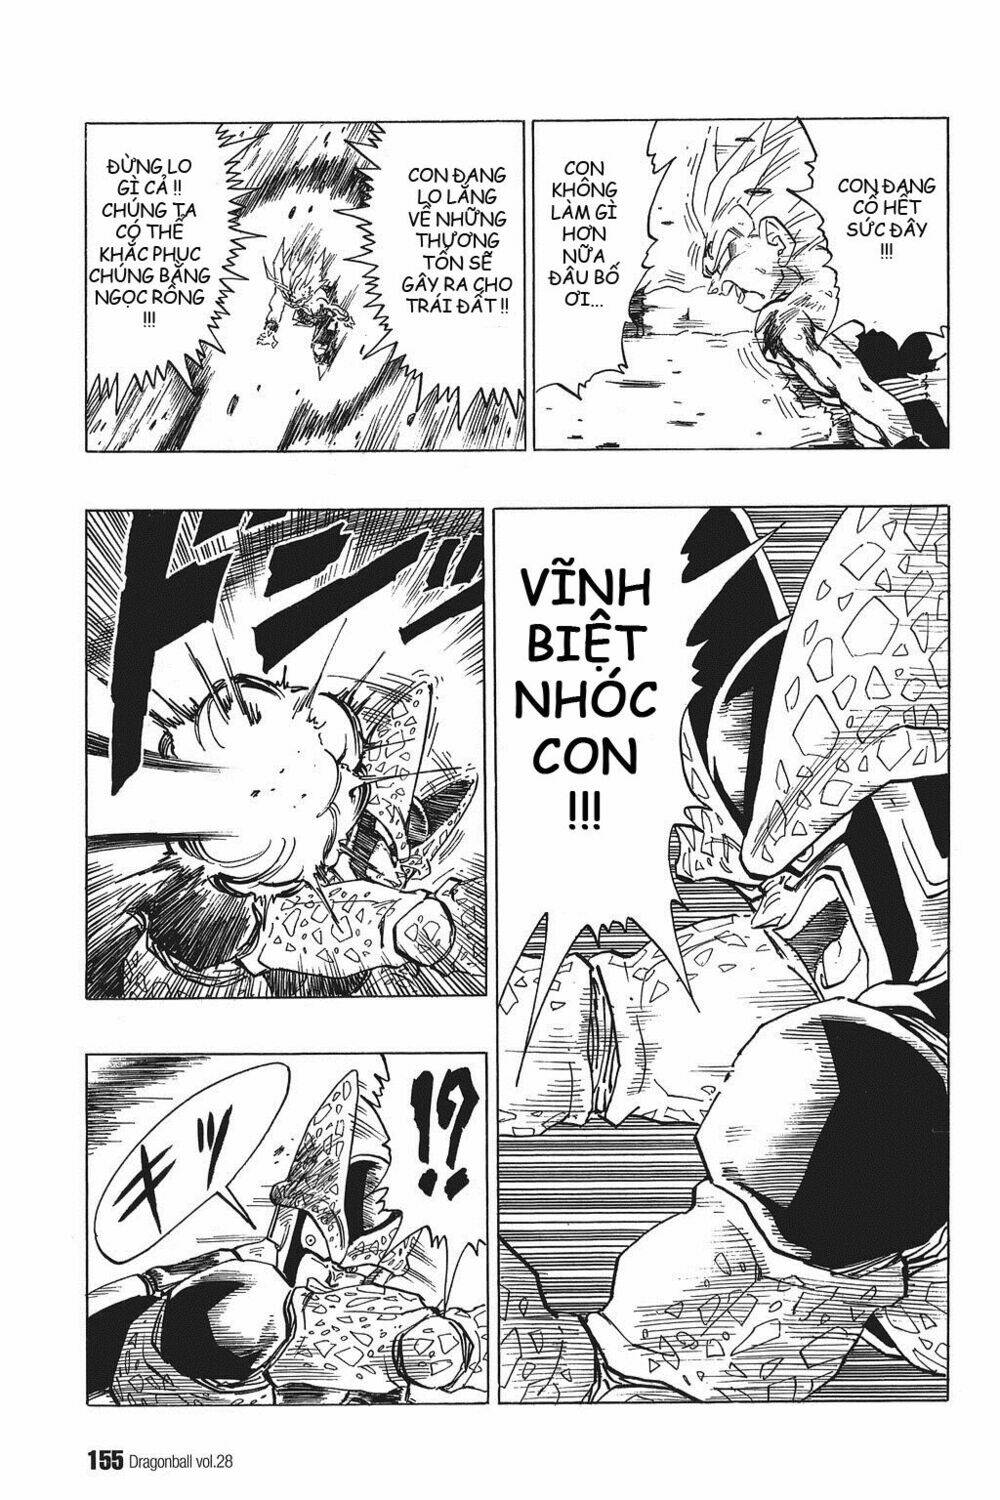 CON ĐANG
CỐ HẾT
SỨC ĐÂY
!!!
CON
KHÔNG
LÀM GÌ
HƠN
NỮA
ĐÂU BỐ
ƠI...
CON ĐANG
LO LẮNG
VỀ NHỮNG
THƯƠNG
TỔN SẼ
GÂY RA CHO
TRÁI ĐẤT !!
ĐỪNG LO
GÌ CẢ !!
CHÚNG TA
CÓ THỂ
KHẮC PHỤC
CHÚNG BẰNG
NGỌC RỒNG
!!!
VĨNH
BIỆT
NHÓC
CON
!!!
ドンッ
!?
キッ
155 Dragonball vol.28